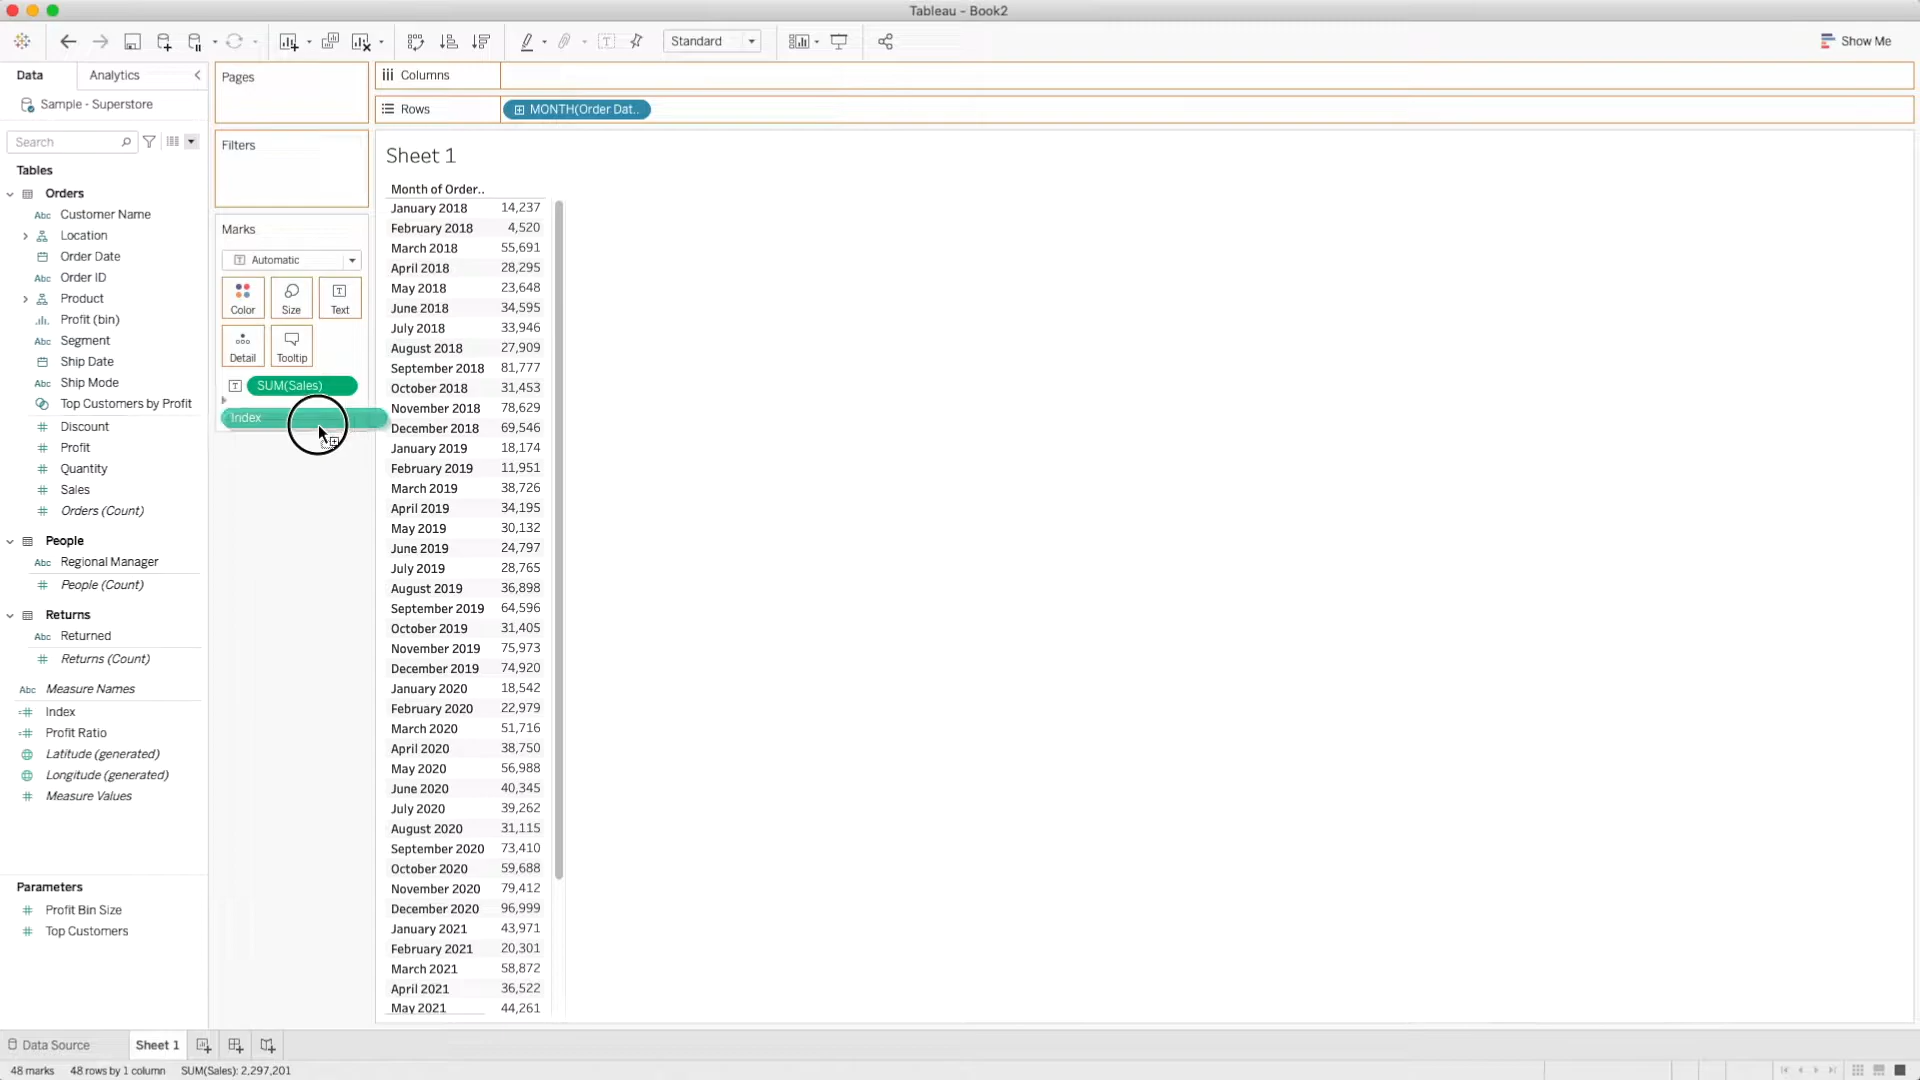 Tableau - Book2
Standard
Show Me
Data
Analytics
Sample - Superstore
Search
Tables
Orders
Abc Customer Name
Location
Order Date
Abc Order ID
Product
Profit (bin)
Abc Segment
Ship Date
Abc Ship Mode
Top Customers by Profit
# Discount
# Profit
# Quantity
# Sales
# Orders (Count)
People
Abc Regional Manager
# People (Count)
Returns
Abc Returned
# Returns (Count)
Abc Measure Names
=# Index
=# Profit Ratio
Latitude (generated)
Longitude (generated)
# Measure Values
Parameters
# Profit Bin Size
# Top Customers
Pages
Filters
Marks
T Automatic
Color
Size
T Text
Detail
Tooltip
T SUM(Sales)
Index
Columns
Rows
MONTH(Order Dat..
Sheet 1
Month of Order..
January 2018 14,237
February 2018 4,520
March 2018 55,691
April 2018 28,295
May 2018 23,648
June 2018 34,595
July 2018 33,946
August 2018 27,909
September 2018 81,777
October 2018 31,453
November 2018 78,629
December 2018 69,546
January 2019 18,174
February 2019 11,951
March 2019 38,726
April 2019 34,195
May 2019 30,132
June 2019 24,797
July 2019 28,765
August 2019 36,898
September 2019 64,596
October 2019 31,405
November 2019 75,973
December 2019 74,920
January 2020 18,542
February 2020 22,979
March 2020 51,716
April 2020 38,750
May 2020 56,988
June 2020 40,345
July 2020 39,262
August 2020 31,115
September 2020 73,410
October 2020 59,688
November 2020 79,412
December 2020 96,999
January 2021 43,971
February 2021 20,301
March 2021 58,872
April 2021 36,522
May 2021 44,261
Data Source
Sheet 1
48 marks 48 rows by 1 column SUM(Sales): 2,297,201